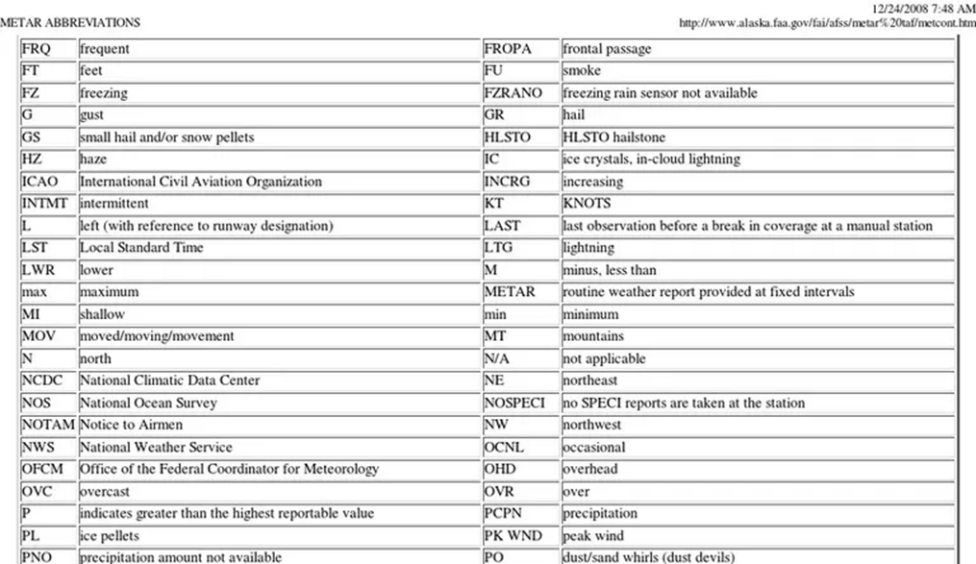 12/24/2008 7:48 AM
METAR ABBREVIATIONS http://www.alaska.faa.gov/fai/afss/metar%20taf/metcont.htm
FRQ frequent FROPA frontal passage
FT feet FU smoke
FZ freezing FZRANO freezing rain sensor not available
G gust GR hail
GS small hail and/or snow pellets HLSTO HLSTO hailstone
HZ haze IC ice crystals, in-cloud lightning
ICAO International Civil Aviation Organization INCRG increasing
INTMT intermittent KT KNOTS
L left (with reference to runway designation) LAST last observation before a break in coverage at a manual station
LST Local Standard Time LTG lightning
LWR lower M minus, less than
max maximum METAR routine weather report provided at fixed intervals
MI shallow min minimum
MOV moved/moving/movement MT mountains
N north N/A not applicable
NCDC National Climatic Data Center NE northeast
NOS National Ocean Survey NOSPECI no SPECI reports are taken at the station
NOTAM Notice to Airmen NW northwest
NWS National Weather Service OCNL occasional
OFCM Office of the Federal Coordinator for Meteorology OHD overhead
OVC overcast OVR over
P indicates greater than the highest reportable value PCPN precipitation
PL ice pellets PK WND peak wind
PNO precipitation amount not available PO dust/sand whirls (dust devils)